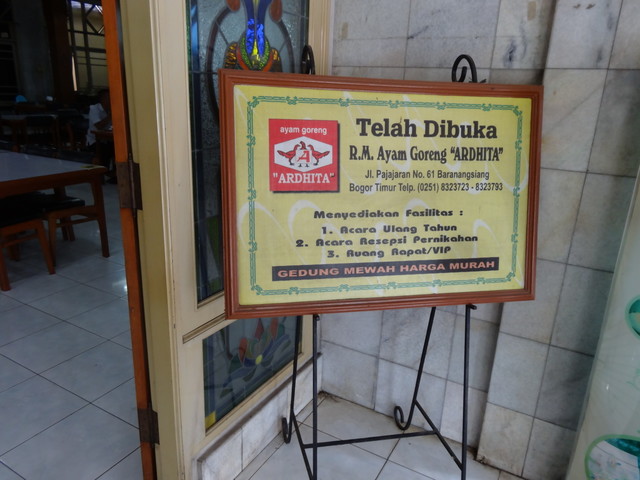 ayam goreng
A
"ARDHITA"
Telah Dibuka
R.M. Ayam Goreng "ARDHITA"
Jl. Pajajaran No. 61 Baranangsiang
Bogor Timur Telp. (0251) 8323723 - 8323793
Menyediakan Fasilitas :
1. Acara Ulang Tahun
2. Acara Resepsi Pernikahan
3. Ruang Rapat/VIP
GEDUNG MEWAH HARGA MURAH